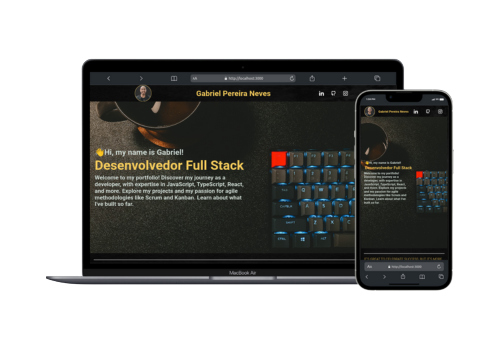 http://localhost:3000
Gabriel Pereira Neves
👋Hi, my name is Gabriel!
Desenvolvedor Full Stack
Welcome to my portfolio! Discover my journey as a
developer, with expertise in JavaScript, TypeScript, React,
and more. Explore my projects and my passion for agile
methodologies like Scrum and Kanban. Learn about what
I've built so far.
MacBook Air
Gabriel Pereira Neves
👋Hi, my name is Gabriel!
Desenvolvedor Full Stack
Welcome to my portfolio! Discover my journey as a
developer, with expertise in
JavaScript, TypeScript, React,
and more. Explore my projects
and my passion for agile
methodologies like Scrum and
Kanban. Learn about what I've
built so far.
http://localhost:3000